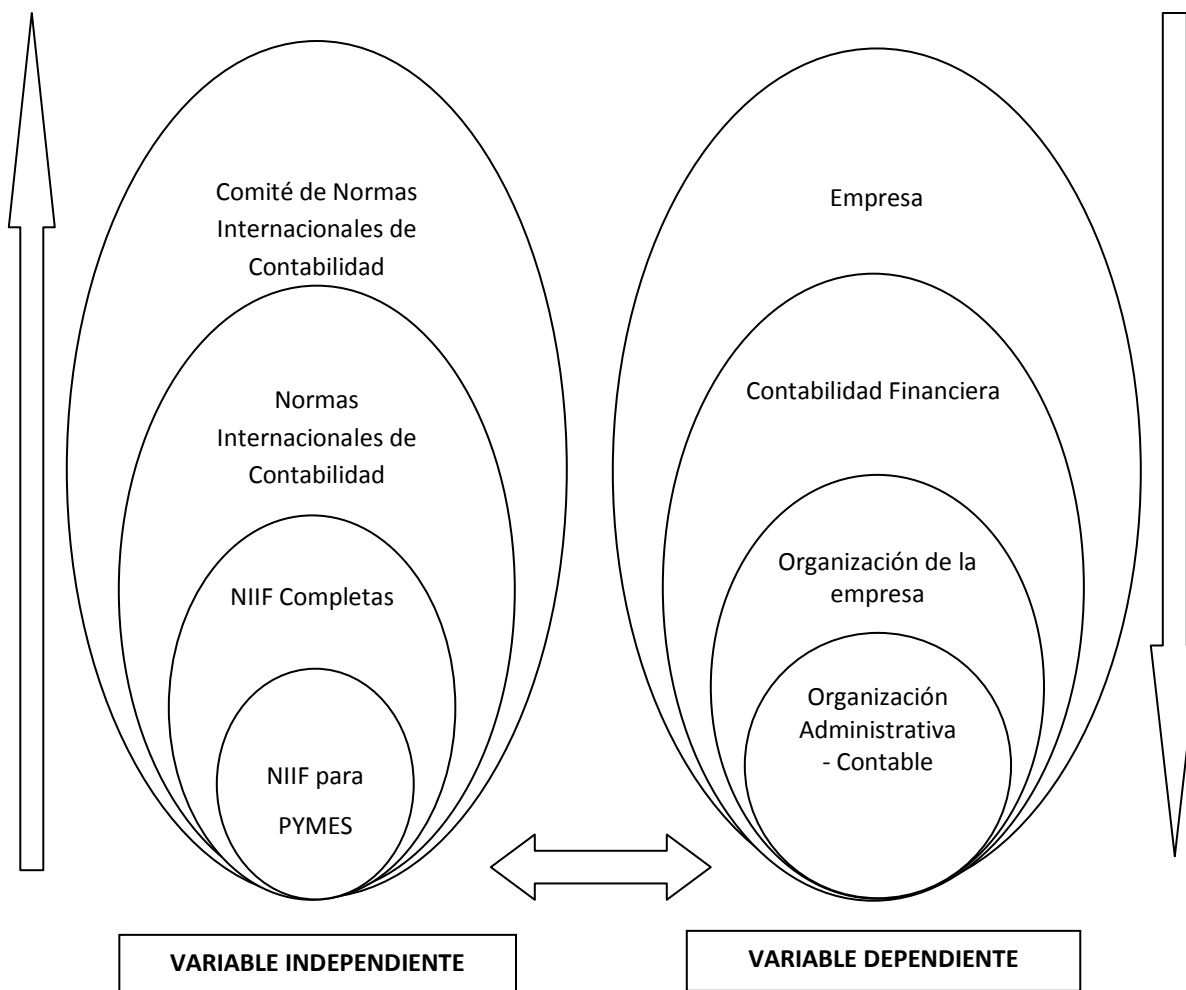 Comité de Normas
Internacionales de
Contabilidad
Normas
Internacionales de
Contabilidad
NIIF Completas
NIIF para
PYMES
VARIABLE INDEPENDIENTE
Empresa
Contabilidad Financiera
Organización de la
empresa
Organización
Administrativa
- Contable
VARIABLE DEPENDIENTE